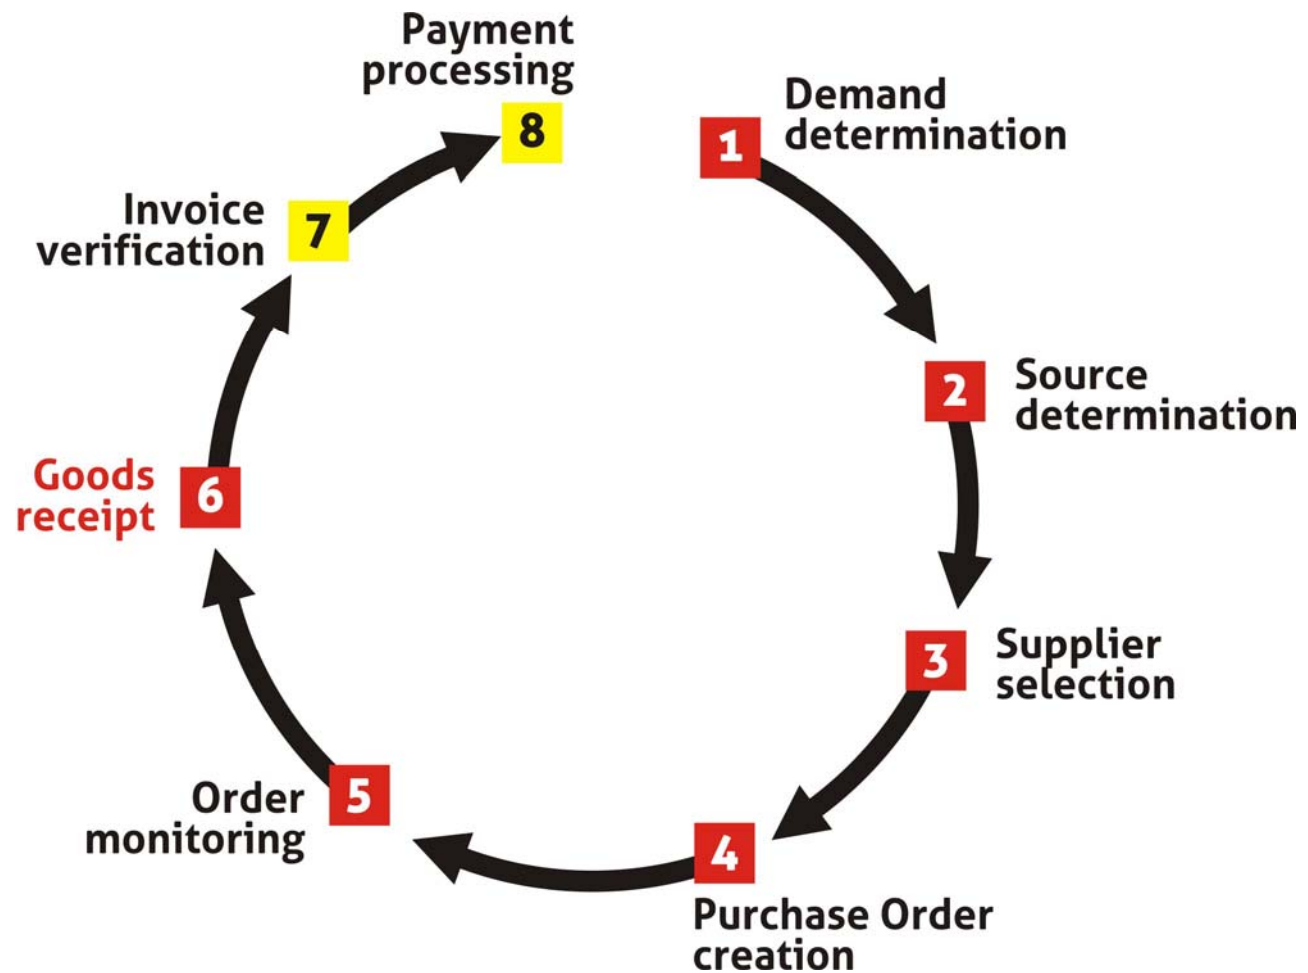 1
Demand
determination
2
Source
determination
3
Supplier
selection
4
Purchase Order
creation
5
Order
monitoring
6
Goods
receipt
7
Invoice
verification
8
Payment
processing